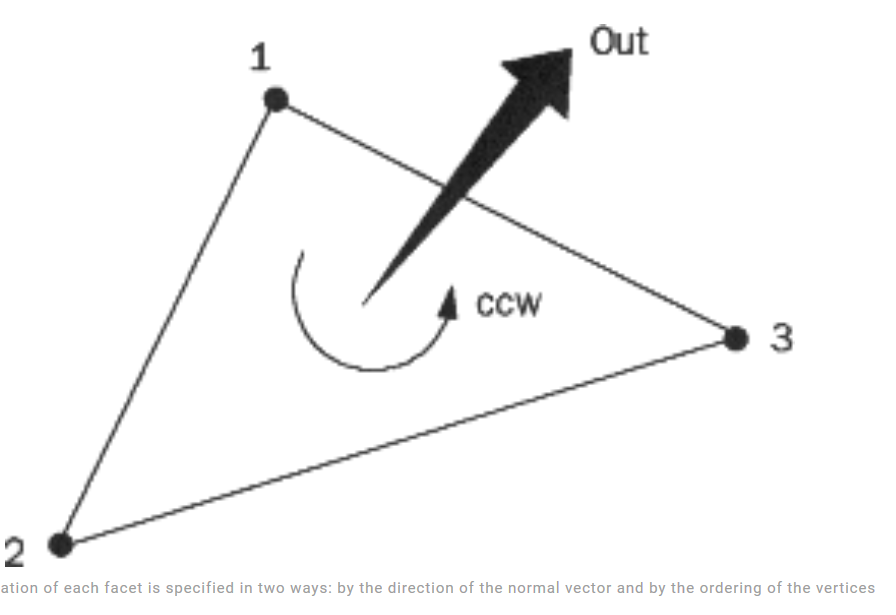 1
Out
ccw
3
2
ation of each facet is specified in two ways: by the direction of the normal vector and by the ordering of the vertices